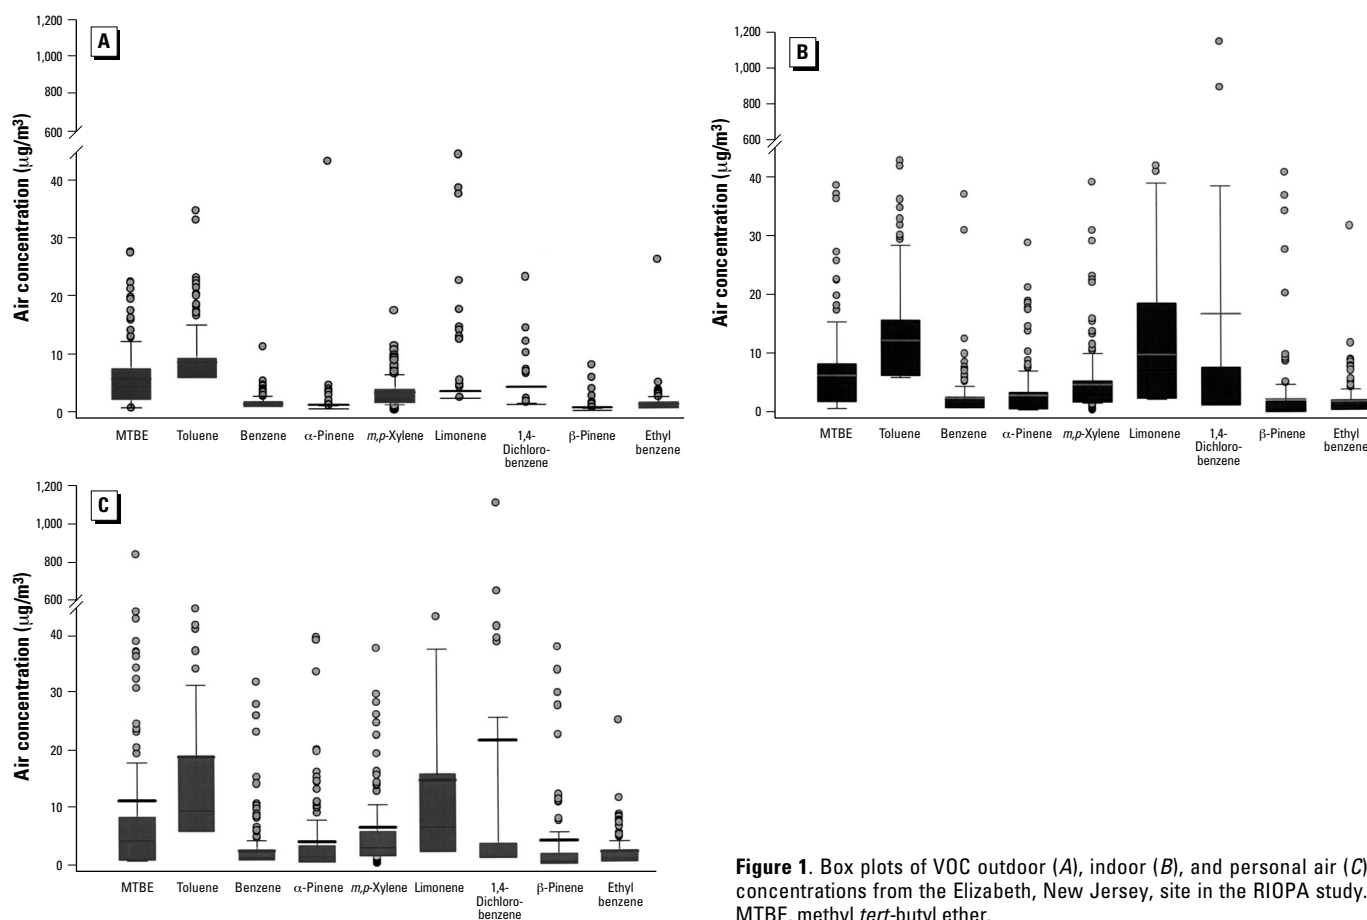 A
Air concentration (μg/m³)
1,200
1,000
800
600
40
30
20
10
0
MTBE Toluene Benzene α-Pinene m,p-Xylene Limonene 1,4- β-Pinene Ethyl
Dichloro- benzene
benzene
B
Air concentration (μg/m³)
1,200
1,000
800
600
40
30
20
10
0
MTBE Toluene Benzene α-Pinene m,p-Xylene Limonene 1,4- β-Pinene Ethyl
Dichloro- benzene
benzene
C
Air concentration (μg/m³)
1,200
1,000
800
600
40
30
20
10
0
MTBE Toluene Benzene α-Pinene m,p-Xylene Limonene 1,4- β-Pinene Ethyl
Dichloro- benzene
benzene
Figure 1. Box plots of VOC outdoor (A), indoor (B), and personal air (C)
concentrations from the Elizabeth, New Jersey, site in the RIOPA study.
MTBE, methyl tert-butyl ether.